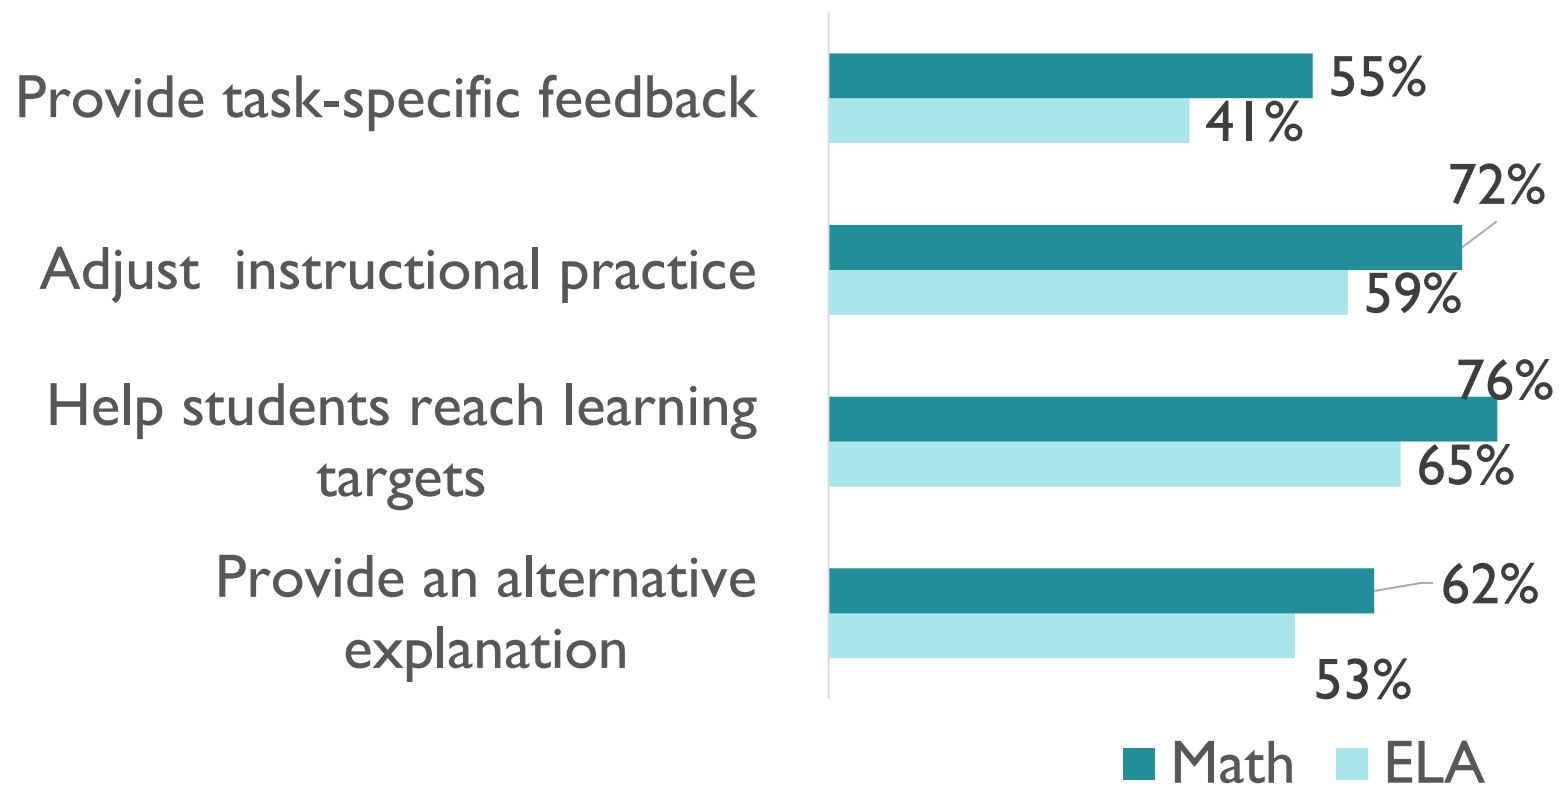 Provide task-specific feedback
55%
41%
Adjust  instructional practice
72%
59%
Help students reach learning
targets
76%
65%
Provide an alternative
explanation
62%
53%
Math ELA